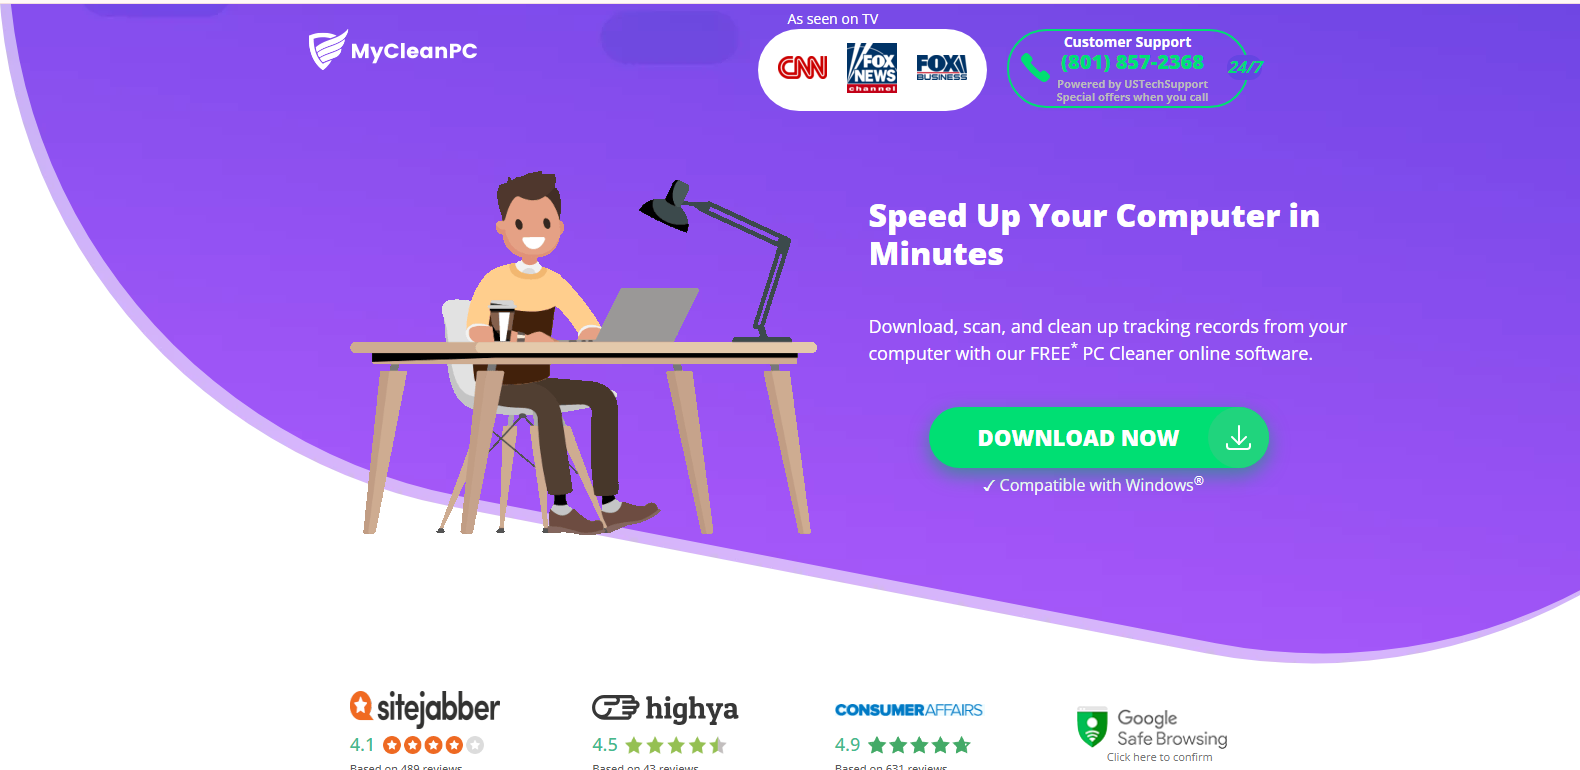 As seen on TV
MyCleanPC
CNN
FOX
NEWS
channel
FOX
BUSINESS
Customer Support
(801) 857-2368
24/7
Powered by USTechSupport
Special offers when you call
Speed Up Your Computer in
Minutes
Download, scan, and clean up tracking records from your
computer with our FREE* PC Cleaner online software.
DOWNLOAD NOW
✓ Compatible with Windows®
sitejabber
4.1
Based on 489 reviews
highya
4.5
Based on 43 reviews
CONSUMERAFFAIRS
4.9
Based on 631 reviews
Google
Safe Browsing
Click here to confirm